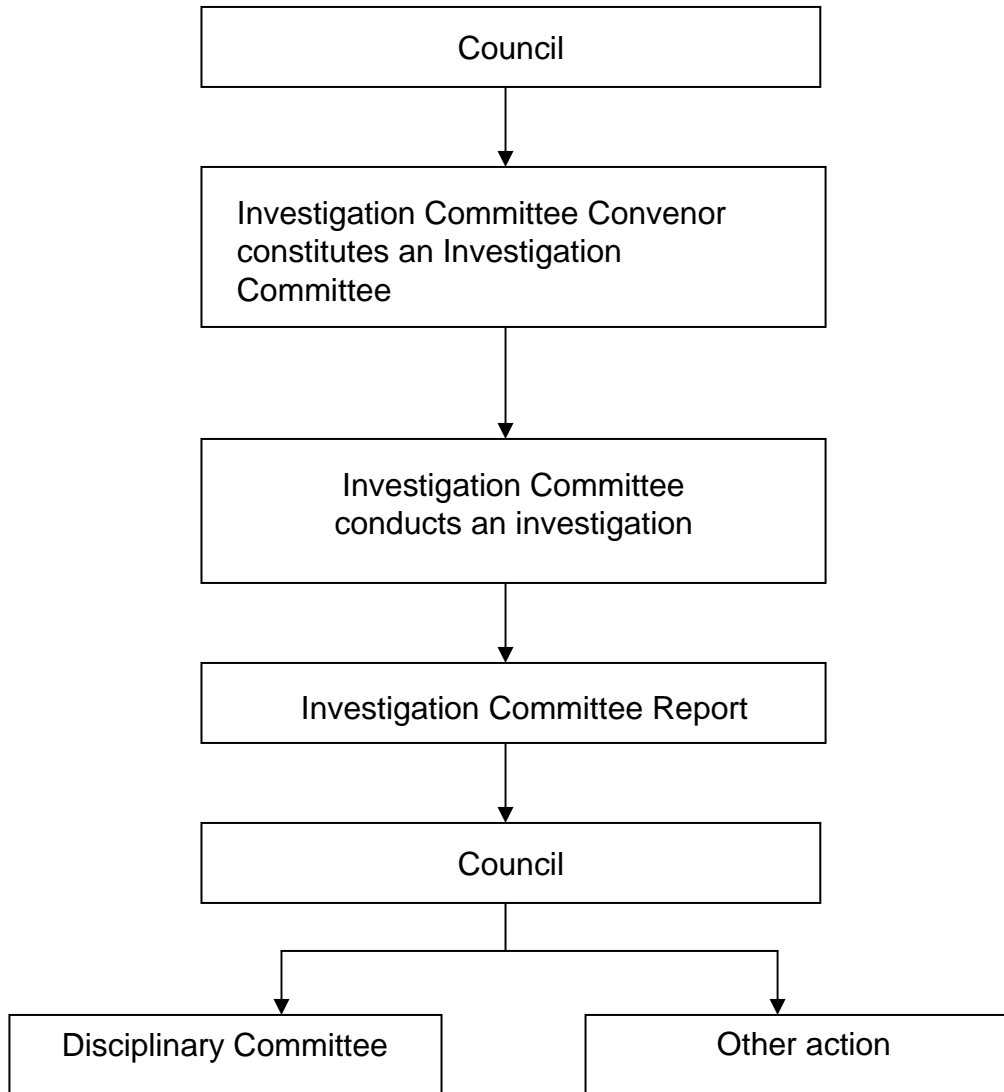 Council
Investigation Committee Convenor
constitutes an Investigation
Committee
Investigation Committee
conducts an investigation
Investigation Committee Report
Council
Disciplinary Committee
Other action